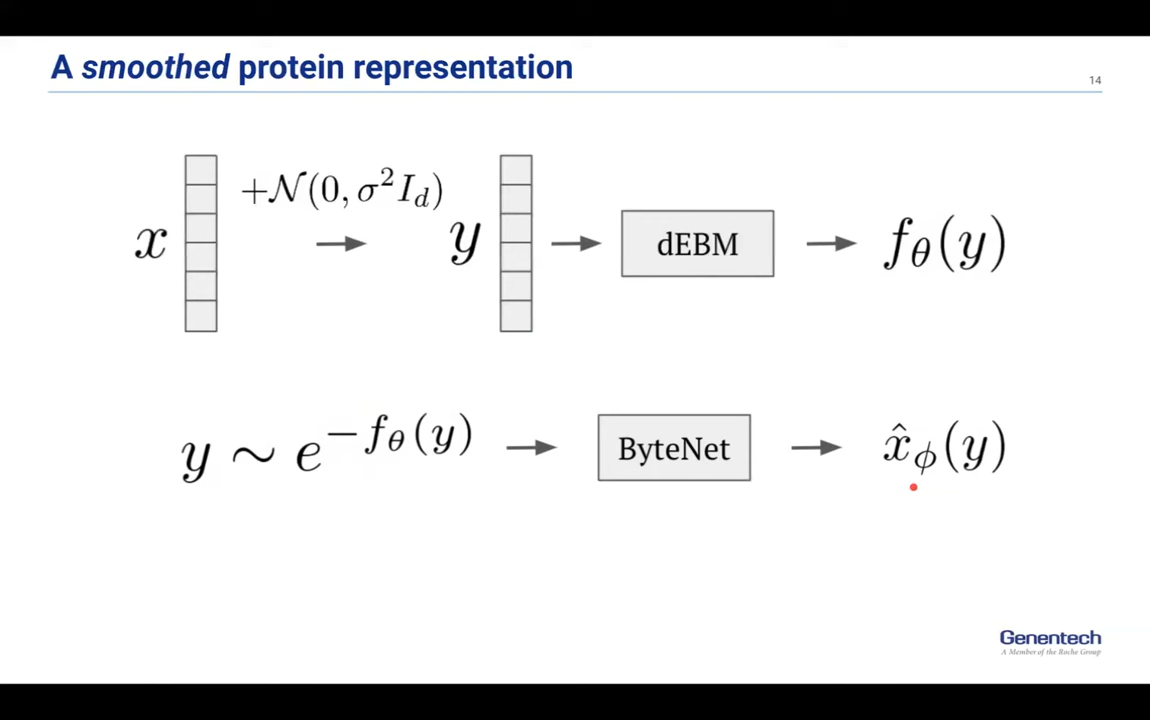 A smoothed protein representation
14
x +𝒩(0, σ²I_d) → y → dEBM → f_θ(y)
y ~ e^{−f_θ(y)} → ByteNet → x̂_ϕ(y)
Genentech
A Member of the Roche Group